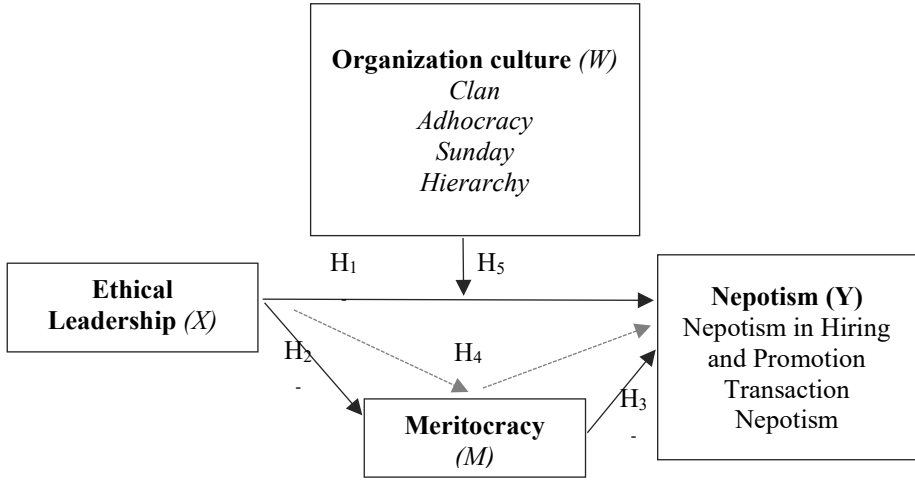 Organization culture (W)
Clan
Adhocracy
Sunday
Hierarchy
H₁
H₅
Ethical
Leadership (X)
-
Nepotism (Y)
Nepotism in Hiring
and Promotion
Transaction
Nepotism
H₂
H₄
-
H₃
-
Meritocracy
(M)